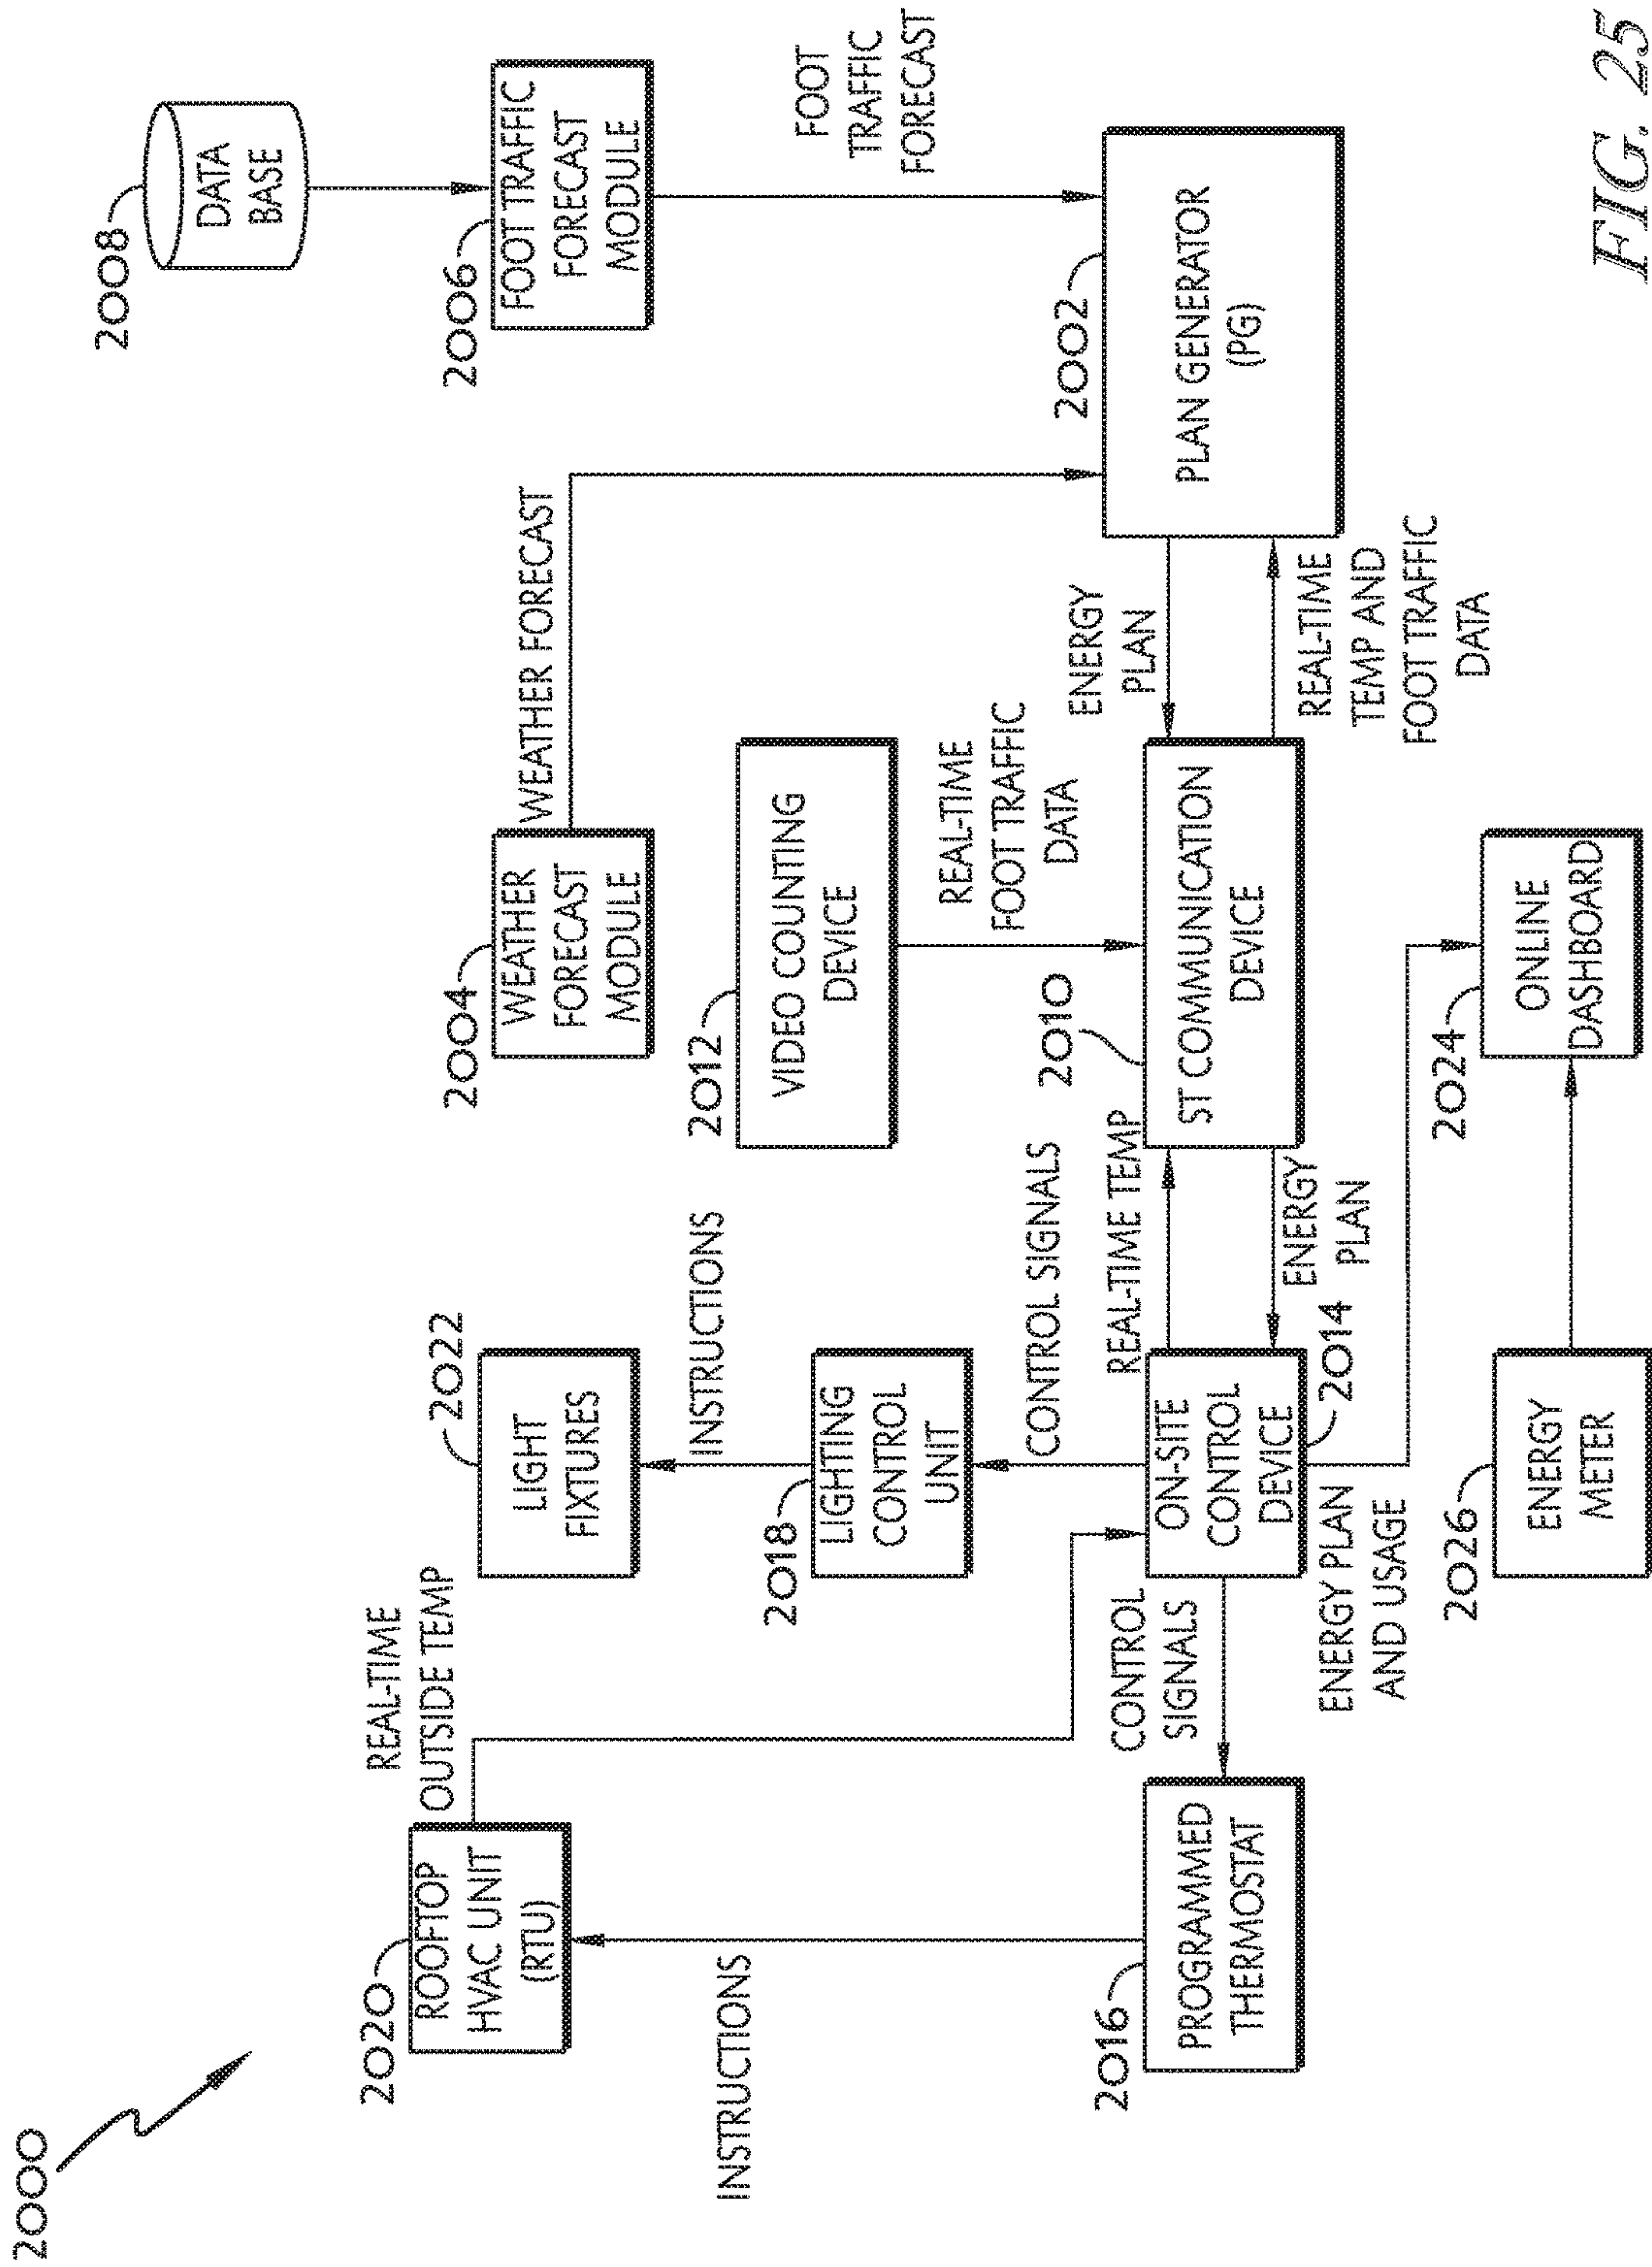 2000
2020
ROOFTOP
HVAC UNIT
(RTU)
REAL-TIME
OUTSIDE TEMP
INSTRUCTIONS
2016
PROGRAMMED
THERMOSTAT
CONTROL
SIGNALS
2022
LIGHT
FIXTURES
INSTRUCTIONS
2018
LIGHTING
CONTROL
UNIT
CONTROL SIGNALS
ON-SITE
CONTROL
DEVICE
2014
ENERGY PLAN
AND USAGE
2026
ENERGY
METER
REAL-TIME TEMP
ENERGY
PLAN
2004
WEATHER
FORECAST
MODULE
WEATHER FORECAST
2012
VIDEO COUNTING
DEVICE
REAL-TIME
FOOT TRAFFIC
DATA
2010
ST COMMUNICATION
DEVICE
2024
ONLINE
DASHBOARD
ENERGY
PLAN
REAL-TIME
TEMP AND
FOOT TRAFFIC
DATA
2008
DATA
BASE
2006
FOOT TRAFFIC
FORECAST
MODULE
FOOT
TRAFFIC
FORECAST
2002
PLAN GENERATOR
(PG)
FIG. 25